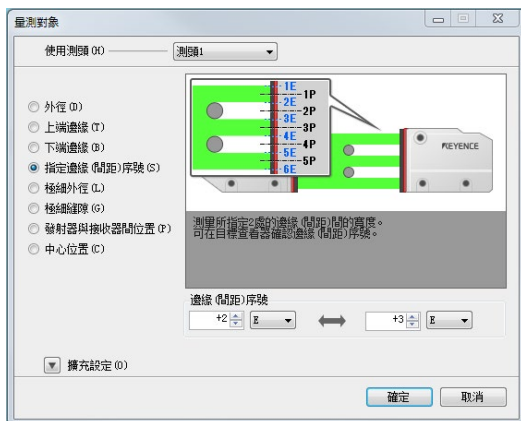 量測對象
使用測頭(H) 測頭1
外徑(D)
上端邊緣(T)
下端邊緣(B)
指定邊緣(間距)序號(S)
極細外徑(L)
極細縫隙(G)
發射器與接收器間位置(P)
中心位置(C)
1E
1P
2E
2P
3E
3P
4E
4P
5E
5P
6E
KEYENCE
測量所指定2處的邊緣(間距)間的寬度。
可在目標查看器確認邊緣(間距)序號。
邊緣(間距)序號
+2 E +3 E
擴充設定(O)
確定 取消